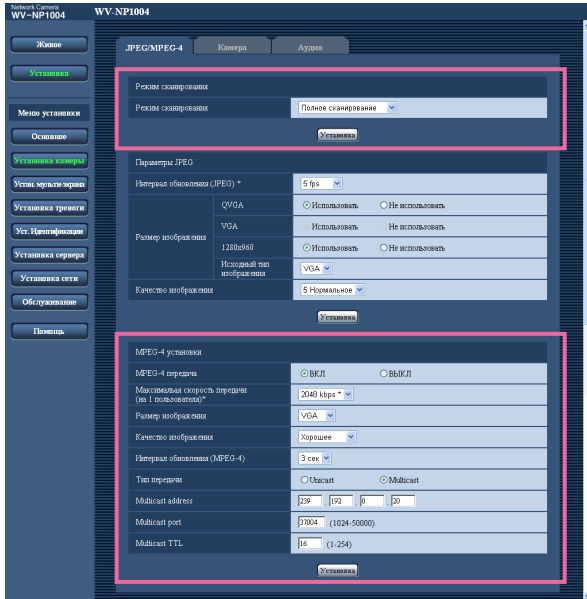 Network Camera
WV-NP1004
WV-NP1004
Живое
Установка
Меню установки
Основное
Установка камеры
Устан. мульти-экрана
Установка тревоги
Уст. Идентификации
Установка сервера
Установка сети
Обслуживание
Помощь
JPEG/MPEG-4 Камера Аудио
Режим сканирования
Режим сканирования Полное сканирование
Установка
Параметры JPEG
Интервал обновления (JPEG) * 5 fps
Размер изображения
QVGA Использовать Не использовать
VGA Использовать Не использовать
1280x960 Использовать Не использовать
Исходный тип
изображения VGA
Качество изображения 5 Нормальное
Установка
MPEG-4 установки
MPEG-4 передача ВКЛ ВЫКЛ
Максимальая скорость передачи
(на 1 пользователя)* 2048 kbps *
Размер изображения VGA
Качество изображения Хорошее
Интервал обновления (MPEG-4) 3 сек
Тип передачи Unicast Multicast
Multicast address 239 . 192 . 0 . 20
Multicast port 37004 (1024-50000)
Multicast TTL 16 (1-254)
Установка